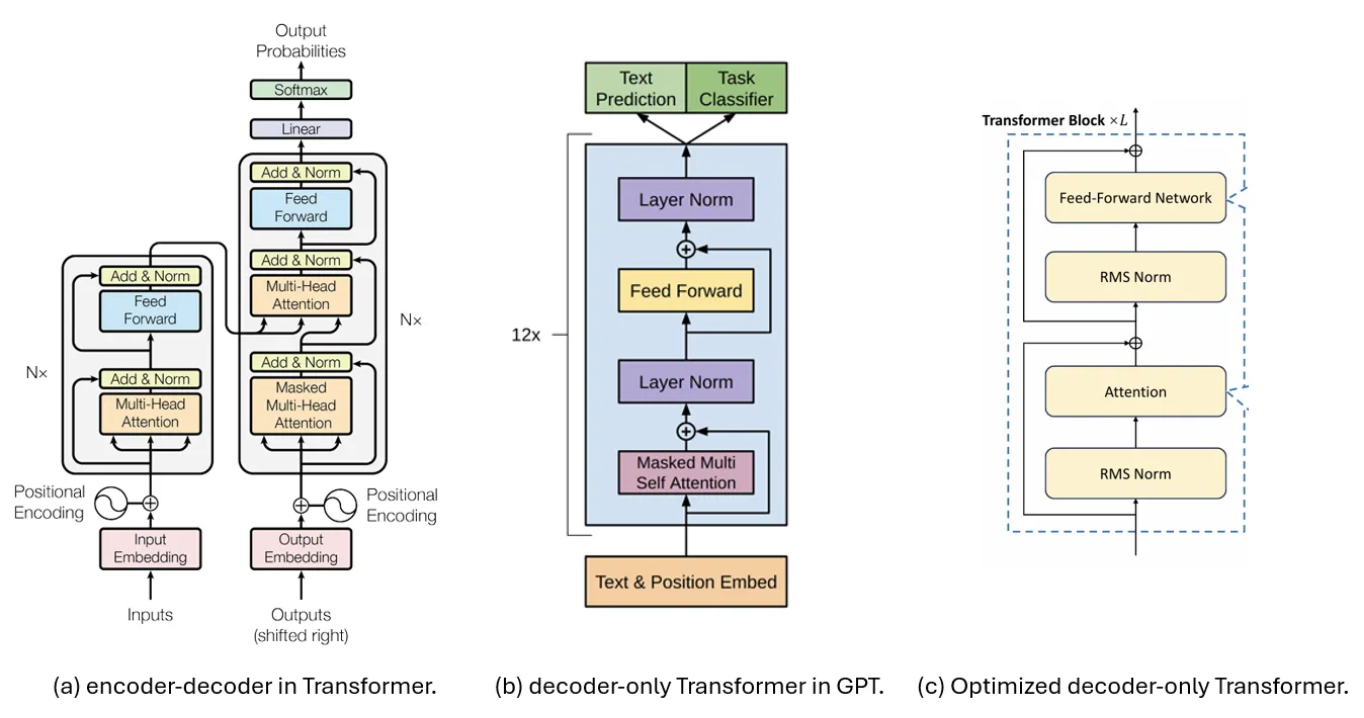 Output
Probabilities
Softmax
Linear
Add & Norm
Feed
Forward
Add & Norm
Multi-Head
Attention
Add & Norm
Masked
Multi-Head
Attention
N×
Add & Norm
Feed
Forward
Add & Norm
Multi-Head
Attention
N×
Positional
Encoding
Positional
Encoding
Input
Embedding
Output
Embedding
Inputs
Outputs
(shifted right)
(a) encoder-decoder in Transformer.
Text
Prediction
Task
Classifier
Layer Norm
Feed Forward
12x
Layer Norm
Masked Multi
Self Attention
Text & Position Embed
(b) decoder-only Transformer in GPT.
Transformer Block ×L
Feed-Forward Network
RMS Norm
Attention
RMS Norm
(c) Optimized decoder-only Transformer.